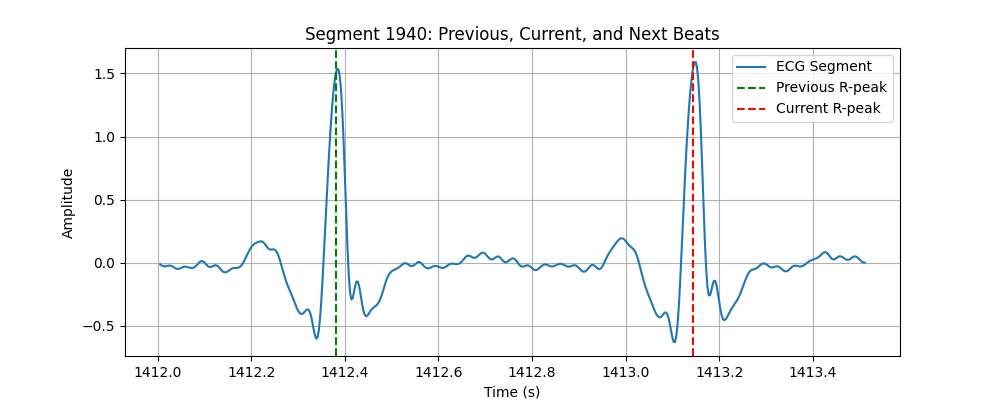 Segment 1940: Previous, Current, and Next Beats
ECG Segment
Previous R-peak
Current R-peak
1.5
1.0
0.5
0.0
−0.5
Amplitude
1412.0 1412.2 1412.4 1412.6 1412.8 1413.0 1413.2 1413.4
Time (s)